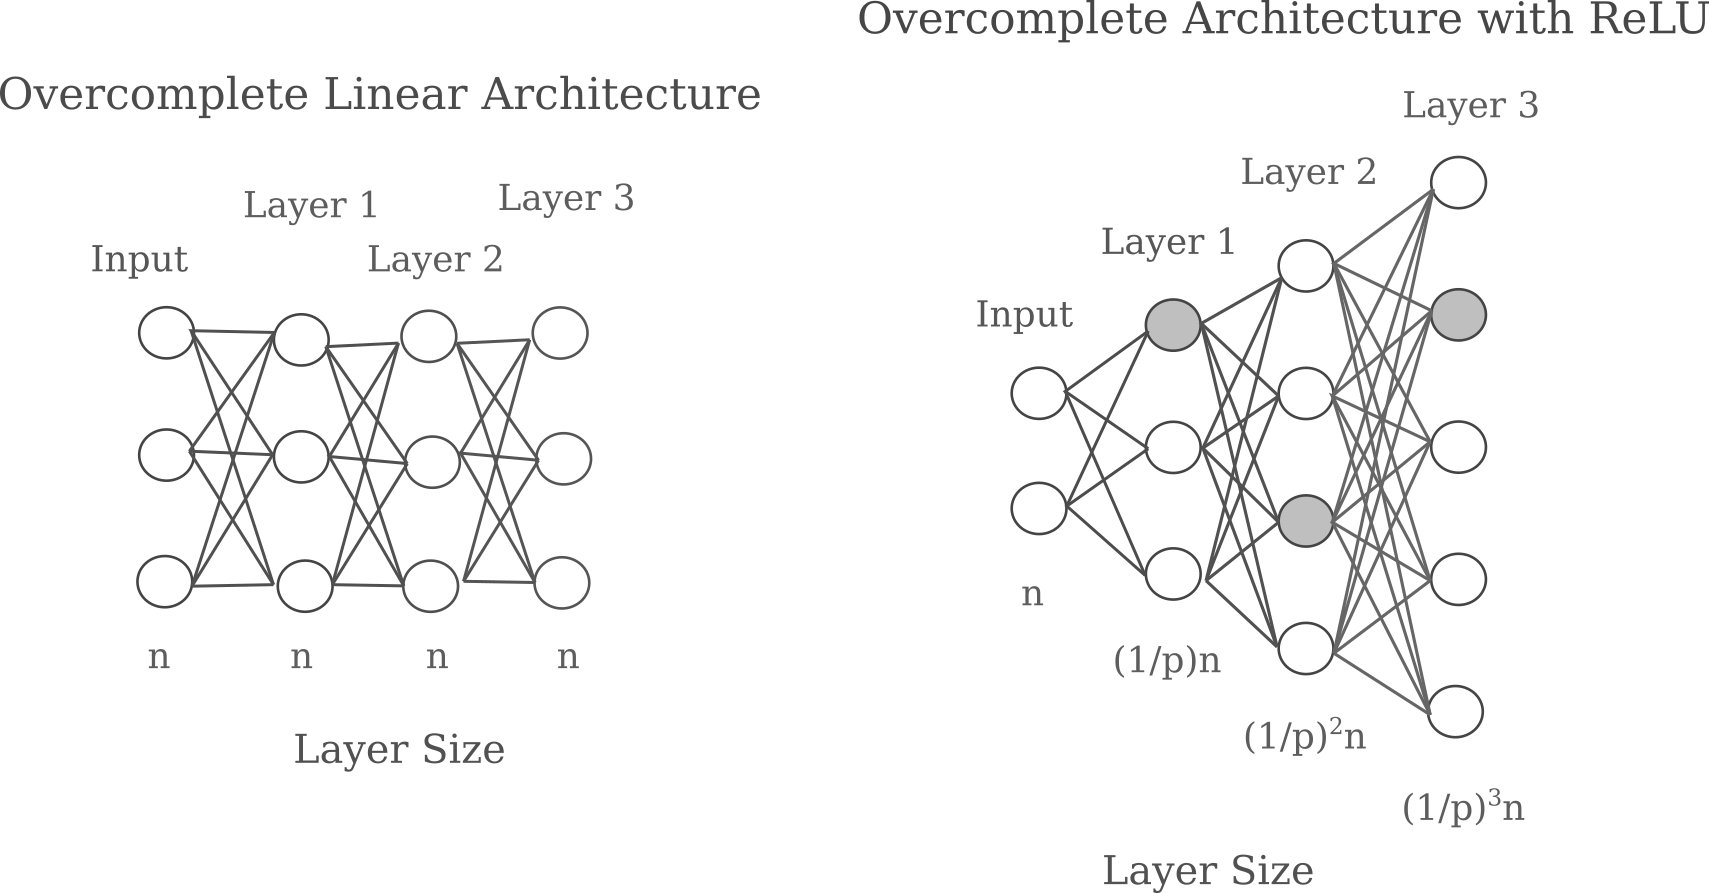 Overcomplete Linear Architecture
Layer 3
Layer 1
Input
Layer 2
n
n
n
n
Layer Size
Overcomplete Architecture with ReLU
Layer 3
Layer 2
Layer 1
Input
n
(1/p)n
(1/p)²n
(1/p)³n
Layer Size